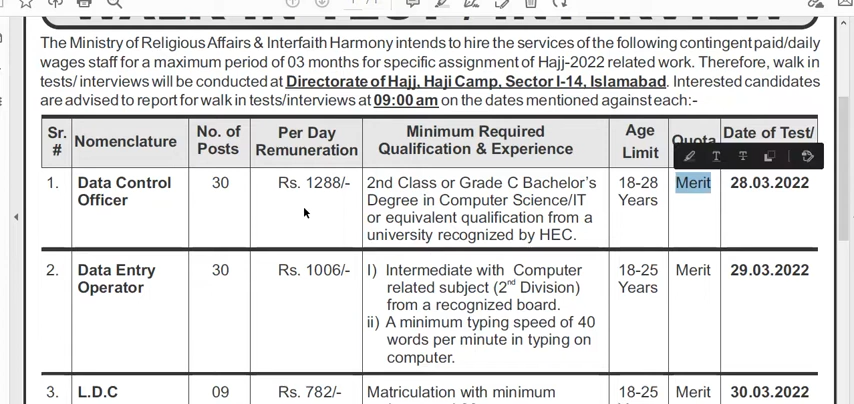 WALK-IN TEST / INTERVIEW
The Ministry of Religious Affairs & Interfaith Harmony intends to hire the services of the following contingent paid/daily
wages staff for a maximum period of 03 months for specific assignment of Hajj-2022 related work. Therefore, walk in
tests/ interviews will be conducted at Directorate of Hajj, Haji Camp, Sector I-14, Islamabad. Interested candidates
are advised to report for walk in tests/interviews at 09:00 am on the dates mentioned against each:-
Sr. # Nomenclature No. of Posts Per Day Remuneration Minimum Required Qualification & Experience Age Limit Quota Date of Test/
1. Data Control 30 Rs. 1288/- 2nd Class or Grade C Bachelor's 18-28 Merit 28.03.2022
Officer Degree in Computer Science/IT Years
or equivalent qualification from a
university recognized by HEC.
2. Data Entry 30 Rs. 1006/- I) Intermediate with Computer 18-25 Merit 29.03.2022
Operator related subject (2nd Division) Years
from a recognized board.
ii) A minimum typing speed of 40
words per minute in typing on
computer.
3. L.D.C 09 Rs. 782/- Matriculation with minimum 18-25 Merit 30.03.2022